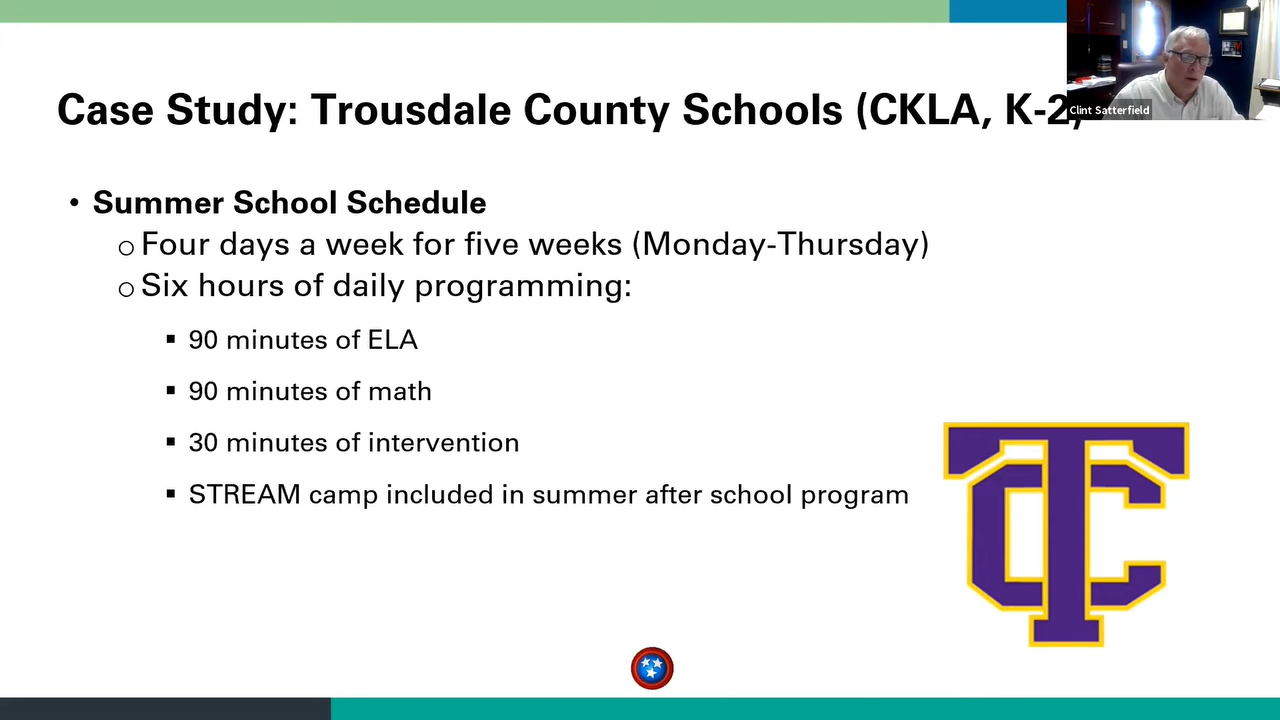 Case Study: Trousdale County Schools (CKLA, K-2)
Clint Satterfield
• Summer School Schedule
o Four days a week for five weeks (Monday-Thursday)
o Six hours of daily programming:
▪ 90 minutes of ELA
▪ 90 minutes of math
▪ 30 minutes of intervention
▪ STREAM camp included in summer after school program
TC